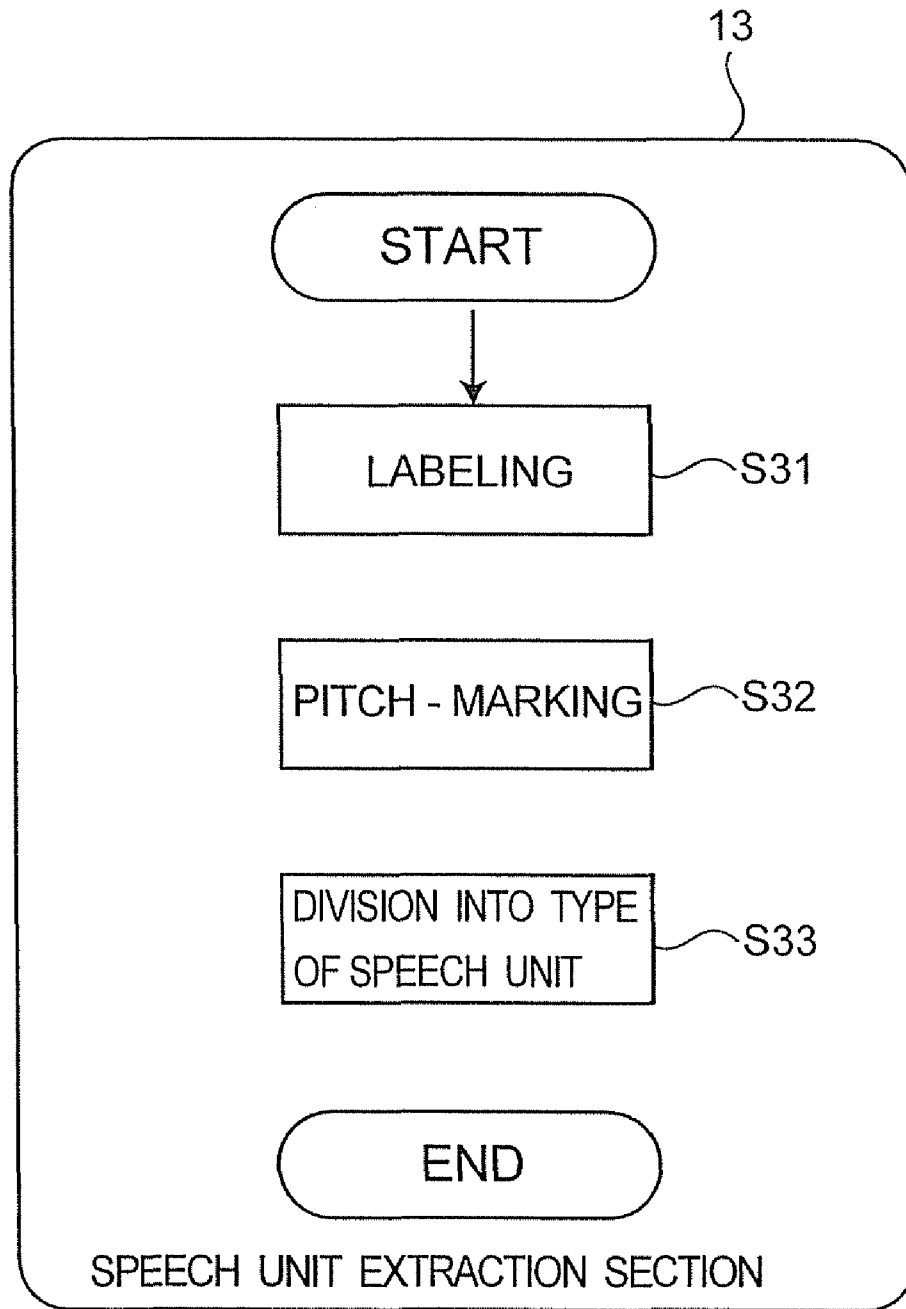 13
START
LABELING
S31
PITCH - MARKING
S32
DIVISION INTO TYPE
OF SPEECH UNIT
S33
END
SPEECH UNIT EXTRACTION SECTION